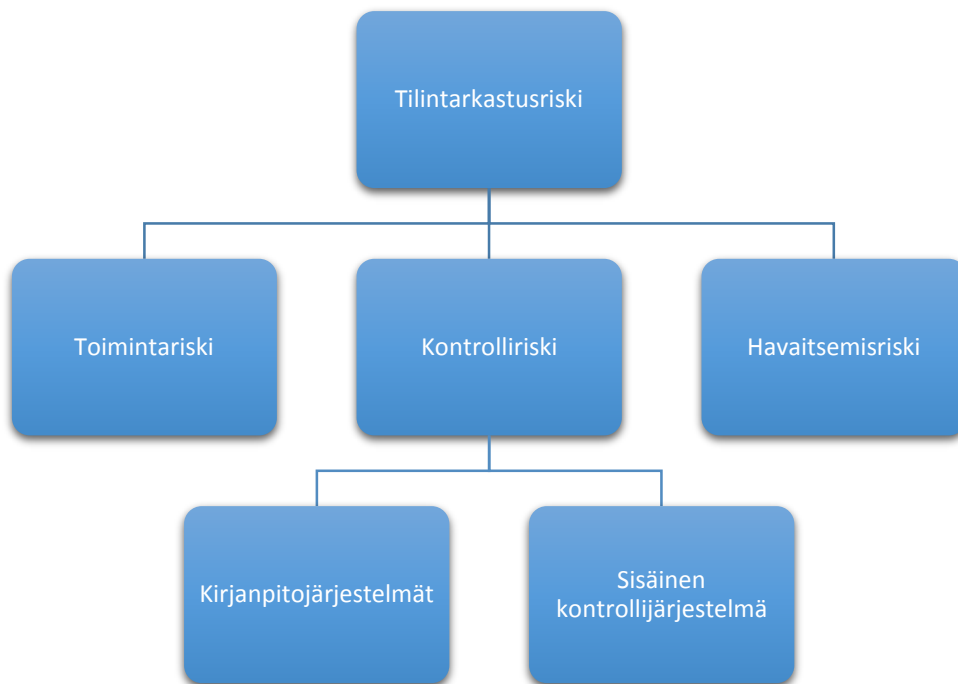 Tilintarkastusriski
Toimintariski
Kontrolliriski
Havaitsemisriski
Kirjanpitojärjestelmät
Sisäinen
kontrollijärjestelmä